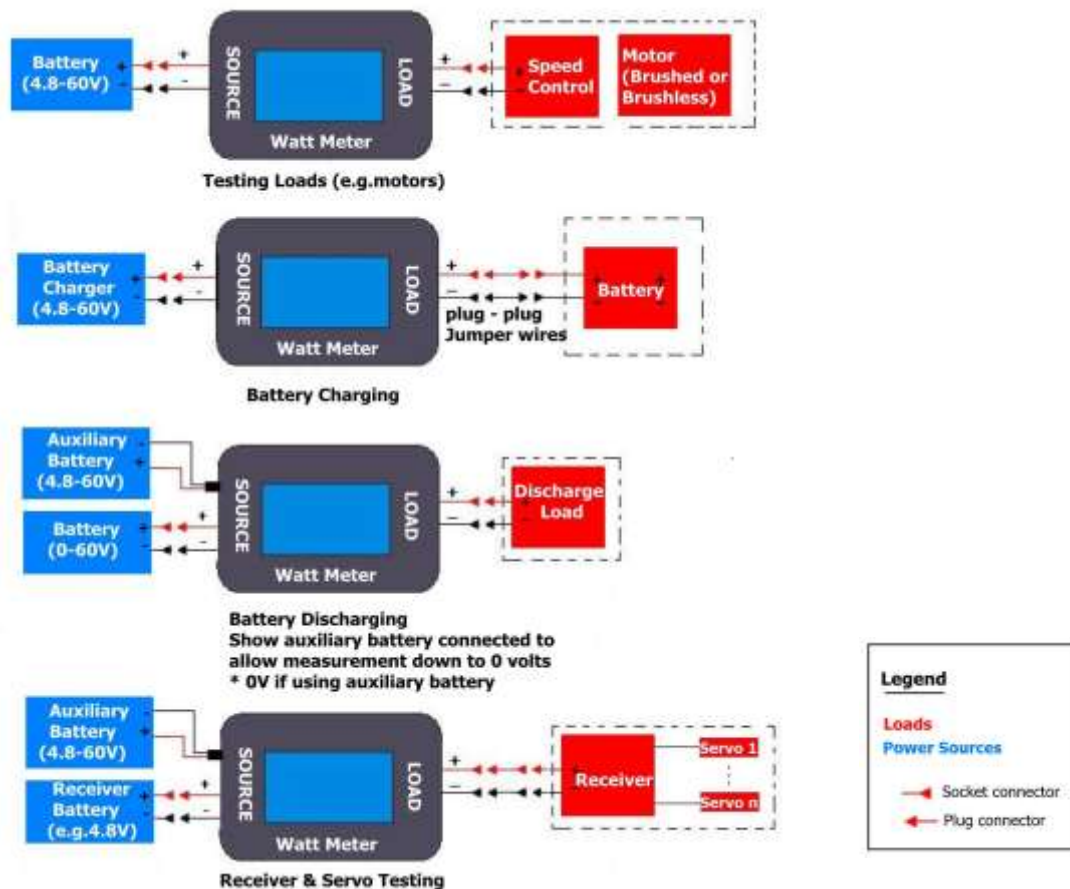 Battery
(4.8-60V)
+
-
+
-
SOURCE
Watt Meter
LOAD
+
−
+
−
Speed
Control
Motor
(Brushed or
Brushless)
Testing Loads (e.g.motors)
Battery
Charger
(4.8-60V)
+
-
+
-
SOURCE
Watt Meter
LOAD
+
−
plug - plug
Jumper wires
Battery
+
+
−
−
Battery Charging
Auxiliary
Battery
(4.8-60V)
-
+
Battery
(0-60V)
+
-
+
-
SOURCE
Watt Meter
LOAD
+
−
Discharge
Load
+
−
Battery Discharging
Show auxiliary battery connected to
allow measurement down to 0 volts
* 0V if using auxiliary battery
Auxiliary
Battery
(4.8-60V)
-
+
Receiver
Battery
(e.g.4.8V)
+
-
+
-
SOURCE
Watt Meter
LOAD
+
−
Receiver
+
−
Servo 1
Servo n
Receiver & Servo Testing
Legend
Loads
Power Sources
Socket connector
Plug connector